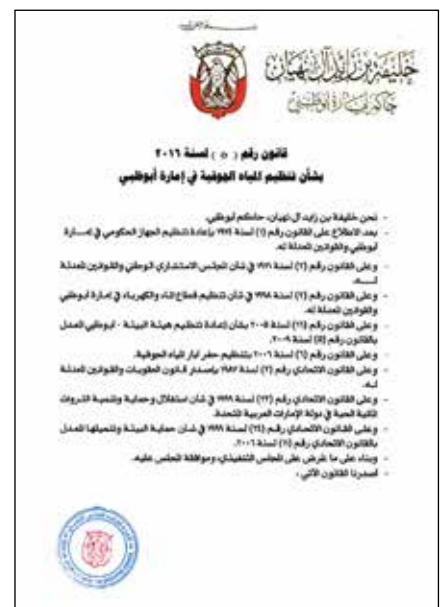 خليفة بن زايد آل نهيان
حاكم إمارة أبوظبي
قانون رقم ( ٥ ) لسنة ٢٠١٦
بشأن تنظيم المياه الجوفية في إمارة أبوظبي
- نحن خليفة بن زايد آل نهيان، حاكم أبوظبي.
- بعد الاطلاع على القانون رقم (١) لسنة ١٩٧٤ بإعادة تنظيم الجهاز الحكومي في إمـــارة
أبوظبي والقوانين المعدلة له.
- وعلى القانون رقم (٢) لسنة ١٩٧١ في شأن المجلس الاستشاري الوطني والقوانين المعدلة
لـــه.
- وعلى القانون رقم (٢) لسنة ١٩٩٨ في شأن تنظيم قطاع الماء والكهرباء في إمارة أبوظبي
والقوانين المعدلة له.
- وعلى القانون رقم (١٦) لسنة ٢٠٠٥ بشأن إعادة تنظيم هيئة البيئة - أبوظبي المعدل
بالقانون رقم (٥) لسنة ٢٠٠٩.
- وعلى القانون رقم (٦) لسنة ٢٠٠٦ بتنظيم حفر آبار المياه الجوفية.
- وعلى القانون الاتحادي رقم (٣) لسنة ١٩٨٧ بإصدار قانون العقوبات والقوانين المعدلة
لـه.
- وعلى القانون الاتحادي رقم (٢٣) لسنة ١٩٩٩ في شأن استغلال وحماية وتنمية الثروات
المائية الحية في دولة الإمارات العربية المتحدة.
- وعلى القانون الاتحادي رقم (٢٤) لسنة ١٩٩٩ في شأن حماية البيئة وتنميتها المعدل
بالقانون الاتحادي رقم (١١) لسنة ٢٠٠٦.
- وبناء على ما عُرض على المجلس التنفيذي، وموافقة المجلس عليه.
- أصدرنا القانون الآتي :